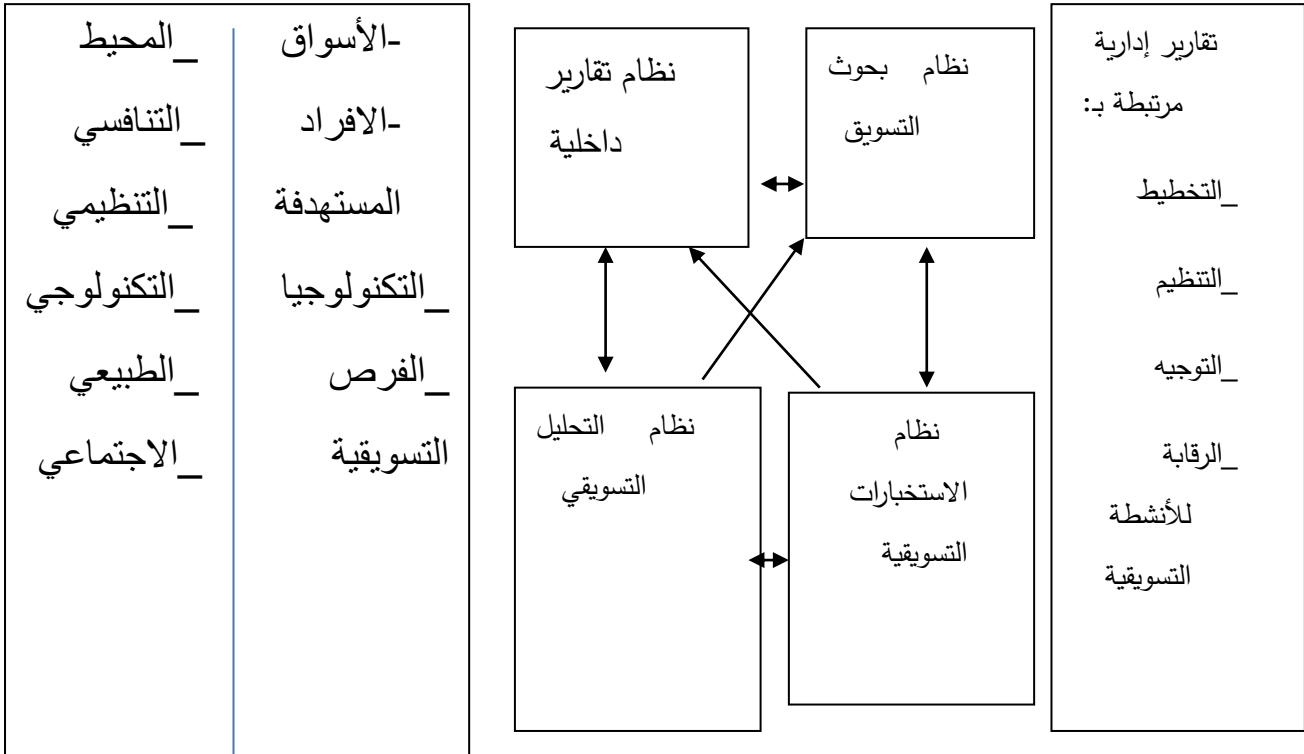 تقارير إدارية
مرتبطة بـ:
_التخطيط
_التنظيم
_التوجيه
_الرقابة
للأنشطة
التسويقية
نظام بحوث
التسويق
نظام تقارير
داخلية
نظام
الاستخبارات
التسويقية
نظام التحليل
التسويقي
-الأسواق
-الافراد
المستهدفة
_التكنولوجيا
_الفرص
التسويقية
_المحيط
_التنافسي
_التنظيمي
_التكنولوجي
_الطبيعي
_الاجتماعي